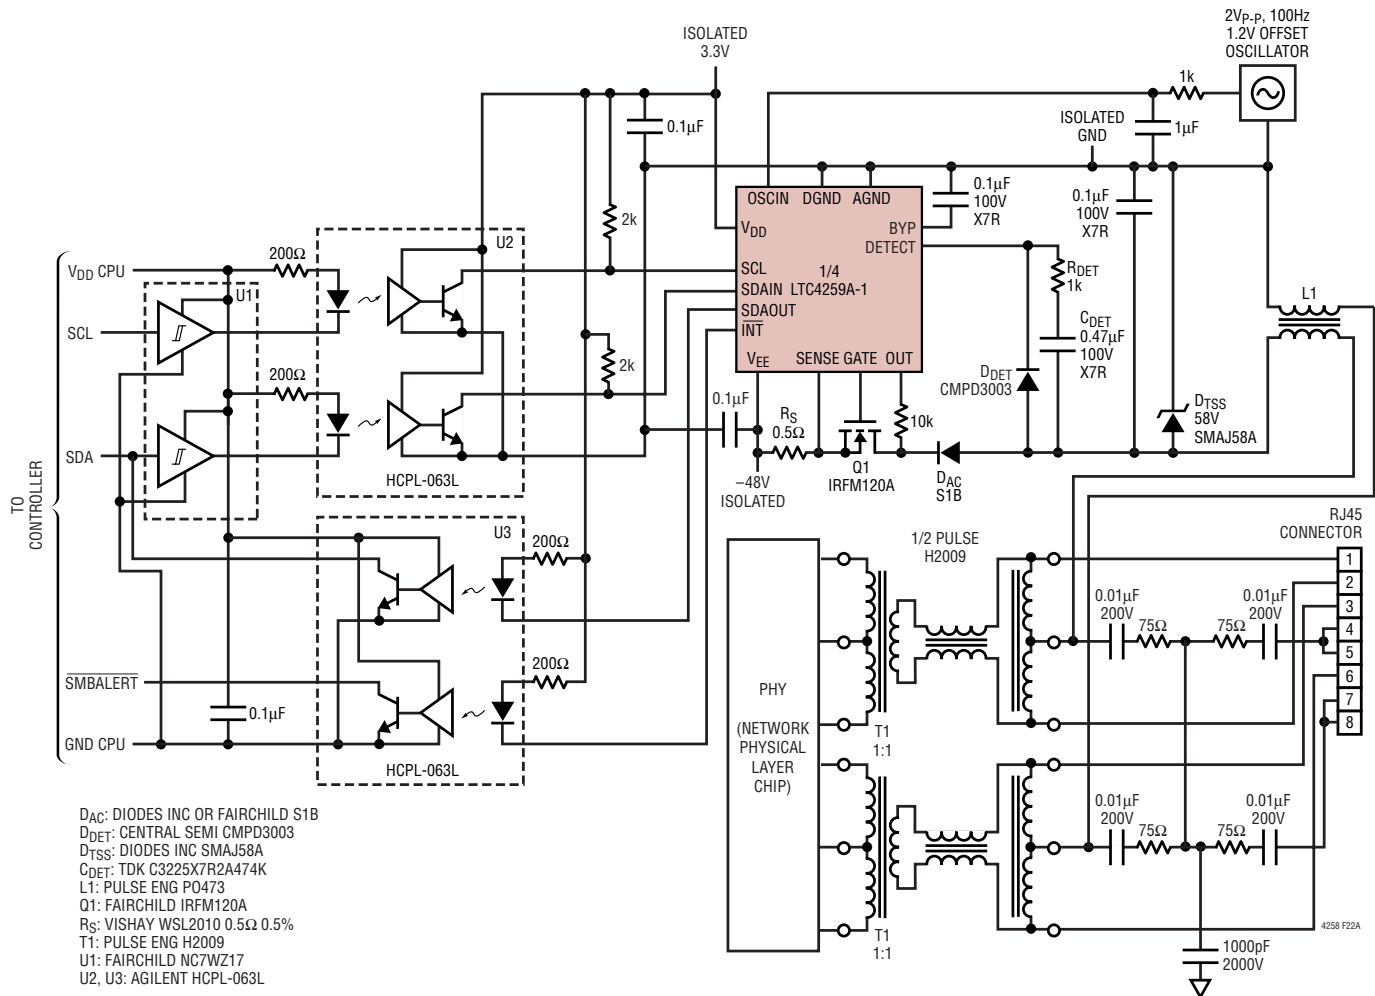 2VP-P, 100Hz
1.2V OFFSET
OSCILLATOR
ISOLATED
3.3V
1k
0.1µF
ISOLATED
GND
1µF
OSCIN DGND AGND
0.1µF
100V
X7R
0.1µF
100V
X7R
VDD
BYP
DETECT
2k
U2
200Ω
VDD CPU
U1
SCL
1/4
LTC4259A-1
SCL
SDAIN
SDAOUT
INT
VEE SENSE GATE OUT
RDET
1k
CDET
0.47µF
100V
X7R
L1
200Ω
2k
DDET
CMPD3003
0.1µF
RS
0.5Ω
10k
DTSS
58V
SMAJ58A
SDA
HCPL-063L
–48V
ISOLATED
Q1
IRFM120A
DAC
S1B
TO
CONTROLLER
U3
200Ω
1/2 PULSE
H2009
RJ45
CONNECTOR
1
2
3
4
5
6
7
8
0.01µF
200V
75Ω
75Ω
0.01µF
200V
200Ω
SMBALERT
0.1µF
GND CPU
HCPL-063L
PHY
(NETWORK
PHYSICAL
LAYER
CHIP)
T1
1:1
0.01µF
200V
75Ω
75Ω
0.01µF
200V
T1
1:1
1000pF
2000V
DAC: DIODES INC OR FAIRCHILD S1B
DDET: CENTRAL SEMI CMPD3003
DTSS: DIODES INC SMAJ58A
CDET: TDK C3225X7R2A474K
L1: PULSE ENG PO473
Q1: FAIRCHILD IRFM120A
RS: VISHAY WSL2010 0.5Ω 0.5%
T1: PULSE ENG H2009
U1: FAIRCHILD NC7WZ17
U2, U3: AGILENT HCPL-063L
4258 F22A